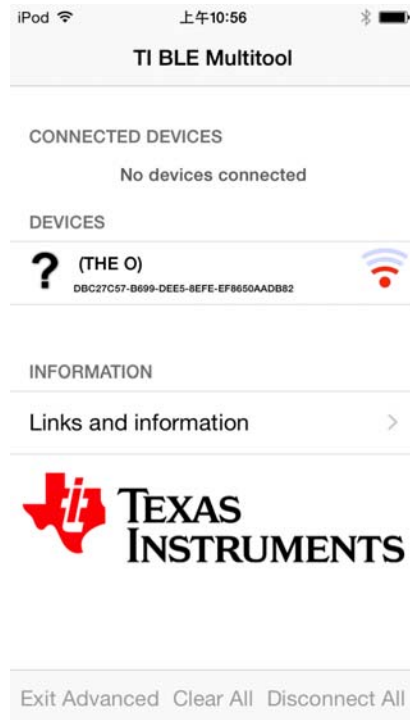 iPod 上午10:56
TI BLE Multitool
CONNECTED DEVICES
No devices connected
DEVICES
? (THE O)
DBC27C57-B699-DEE5-8EFE-EF8650AADB82
INFORMATION
Links and information
TEXAS
INSTRUMENTS
Exit Advanced Clear All Disconnect All